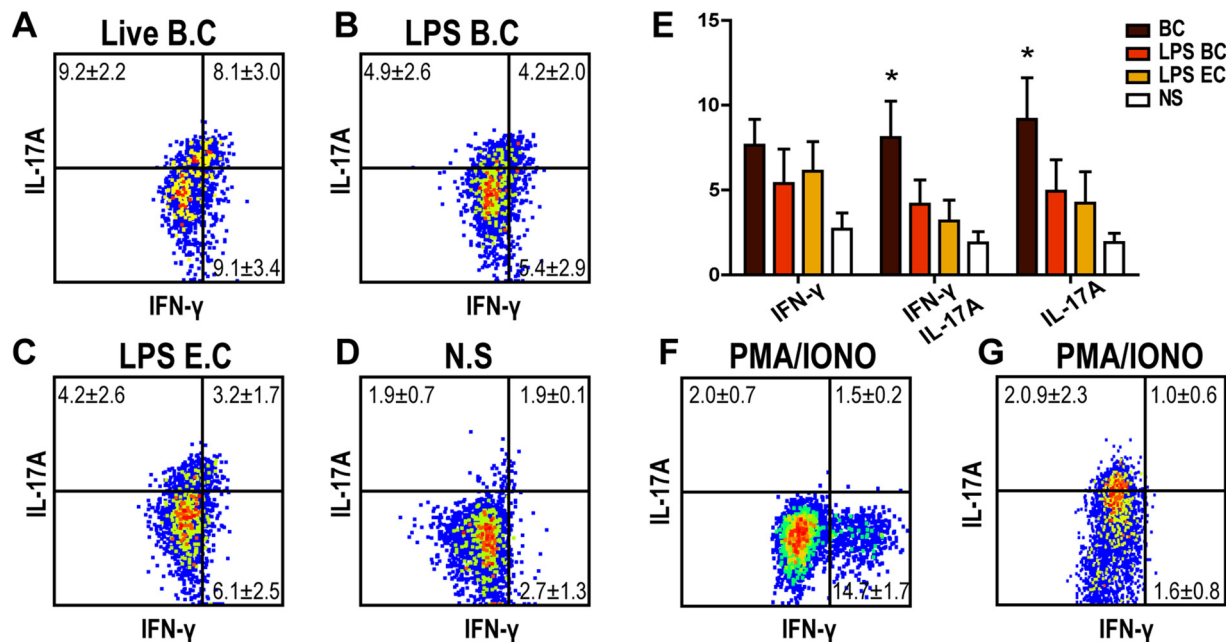 A
Live B.C
9.2±2.2
8.1±3.0
9.1±3.4
IL-17A
IFN-γ
B
LPS B.C
4.9±2.6
4.2±2.0
5.4±2.9
IL-17A
IFN-γ
E
15
10
5
0
*
*
BC
LPS BC
LPS EC
NS
IFN-γ
IFN-γ
IL-17A
IL-17A
C
LPS E.C
4.2±2.6
3.2±1.7
6.1±2.5
IL-17A
IFN-γ
D
N.S
1.9±0.7
1.9±0.1
2.7±1.3
IL-17A
IFN-γ
F
PMA/IONO
2.0±0.7
1.5±0.2
14.7±1.7
IL-17A
IFN-γ
G
PMA/IONO
2.0.9±2.3
1.0±0.6
1.6±0.8
IL-17A
IFN-γ